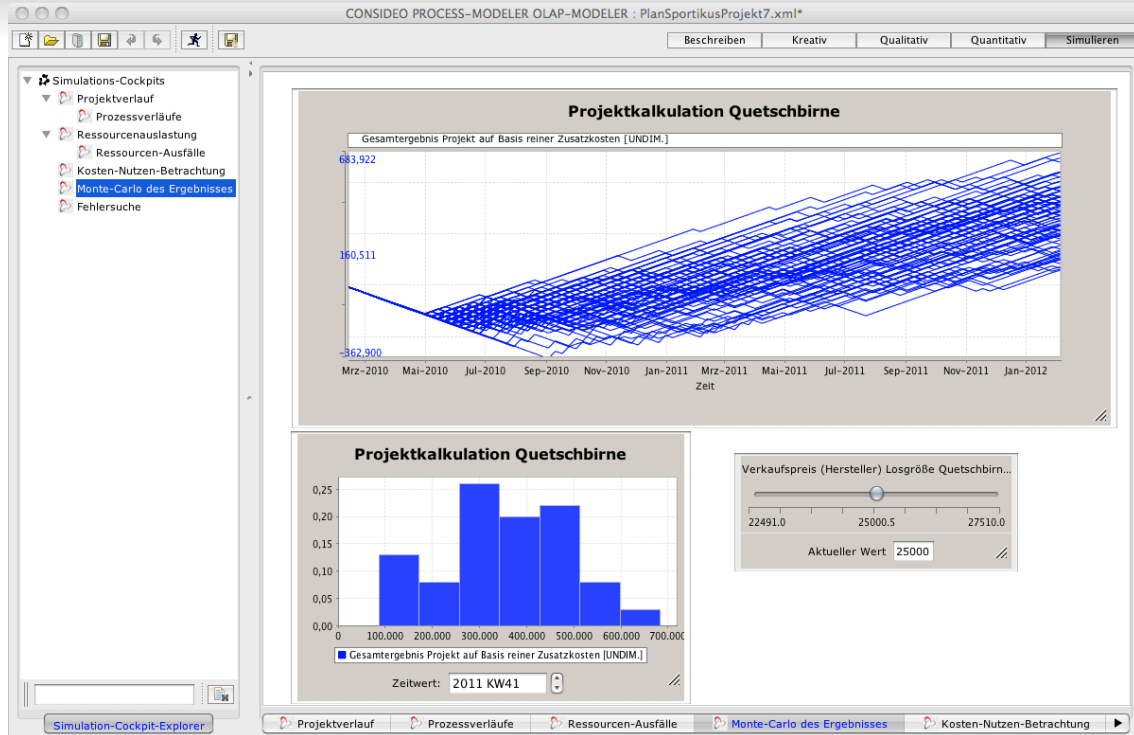 CONSIDEO PROCESS-MODELER OLAP-MODELER : PlanSportikusProjekt7.xml*
Beschreiben Kreativ Qualitativ Quantitativ Simulieren
Simulations-Cockpits
Projektverlauf
Prozessverläufe
Ressourcenauslastung
Ressourcen-Ausfälle
Kosten-Nutzen-Betrachtung
Monte-Carlo des Ergebnisses
Fehlersuche
Projektkalkulation Quetschbirne
Gesamtergebnis Projekt auf Basis reiner Zusatzkosten [UNDIM.]
683,922
160,511
-362,900
Mrz-2010 Mai-2010 Jul-2010 Sep-2010 Nov-2010 Jan-2011 Mrz-2011 Mai-2011 Jul-2011 Sep-2011 Nov-2011 Jan-2012
Zeit
Projektkalkulation Quetschbirne
0,25
0,20
0,15
0,10
0,05
0,00
0 100.000 200.000 300.000 400.000 500.000 600.000 700.000
Gesamtergebnis Projekt auf Basis reiner Zusatzkosten [UNDIM.]
Zeitwert: 2011 KW41
Verkaufspreis (Hersteller) Losgröße Quetschbirn...
22491.0 25000.5 27510.0
Aktueller Wert 25000
Simulation-Cockpit-Explorer
Projektverlauf Prozessverläufe Ressourcen-Ausfälle Monte-Carlo des Ergebnisses Kosten-Nutzen-Betrachtung